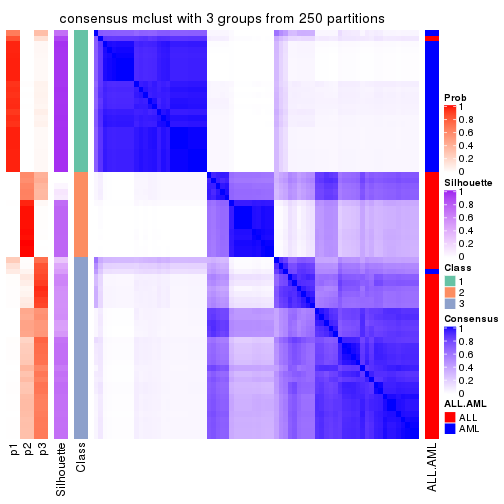 consensus mclust with 3 groups from 250 partitions
Prob
1
0.8
0.6
0.4
0.2
0
Silhouette
1
0.8
0.6
0.4
0.2
0
Class
1
2
3
Consensus
1
0.8
0.6
0.4
0.2
0
ALL.AML
ALL
AML
p1
p2
p3
Silhouette
Class
ALL.AML